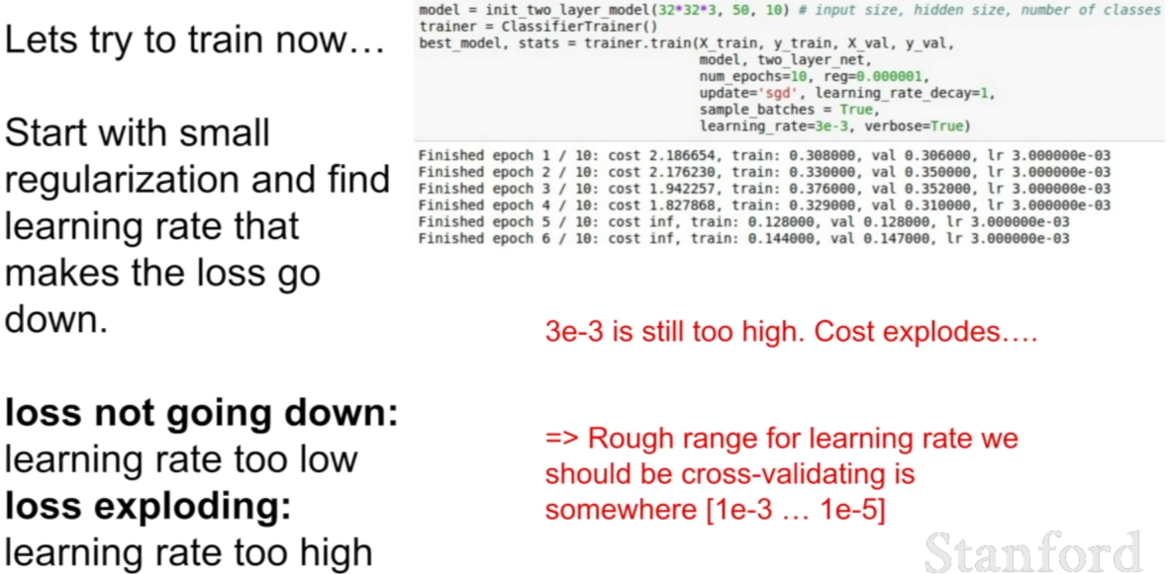 Lets try to train now…
Start with small
regularization and find
learning rate that
makes the loss go
down.
loss not going down:
learning rate too low
loss exploding:
learning rate too high
model = init_two_layer_model(32*32*3, 50, 10) # input size, hidden size, number of classes
trainer = ClassifierTrainer()
best_model, stats = trainer.train(X_train, y_train, X_val, y_val,
model, two_layer_net,
num_epochs=10, reg=0.000001,
update='sgd', learning_rate_decay=1,
sample_batches = True,
learning_rate=3e-3, verbose=True)
Finished epoch 1 / 10: cost 2.186654, train: 0.308000, val 0.306000, lr 3.000000e-03
Finished epoch 2 / 10: cost 2.176230, train: 0.330000, val 0.350000, lr 3.000000e-03
Finished epoch 3 / 10: cost 1.942257, train: 0.376000, val 0.352000, lr 3.000000e-03
Finished epoch 4 / 10: cost 1.827868, train: 0.329000, val 0.310000, lr 3.000000e-03
Finished epoch 5 / 10: cost inf, train: 0.128000, val 0.128000, lr 3.000000e-03
Finished epoch 6 / 10: cost inf, train: 0.144000, val 0.147000, lr 3.000000e-03
3e-3 is still too high. Cost explodes….
=> Rough range for learning rate we
should be cross-validating is
somewhere [1e-3 … 1e-5]
Stanford